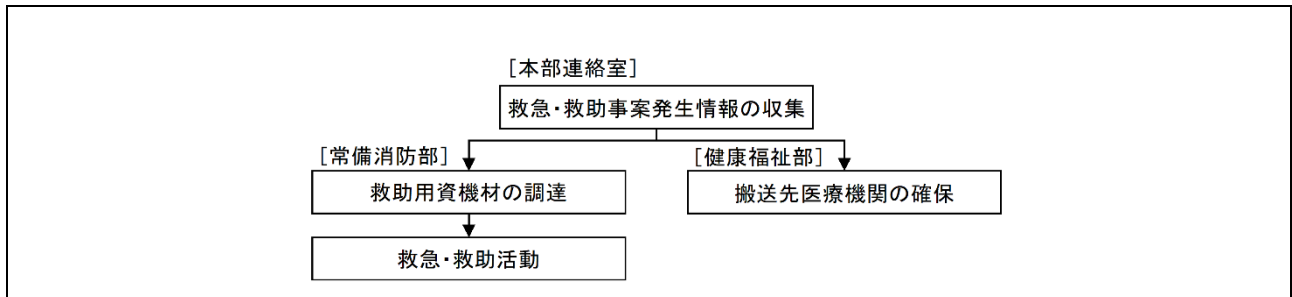 [本部連絡室]
救急・救助事案発生情報の収集
[常備消防部]
[健康福祉部]
救助用資機材の調達
搬送先医療機関の確保
救急・救助活動